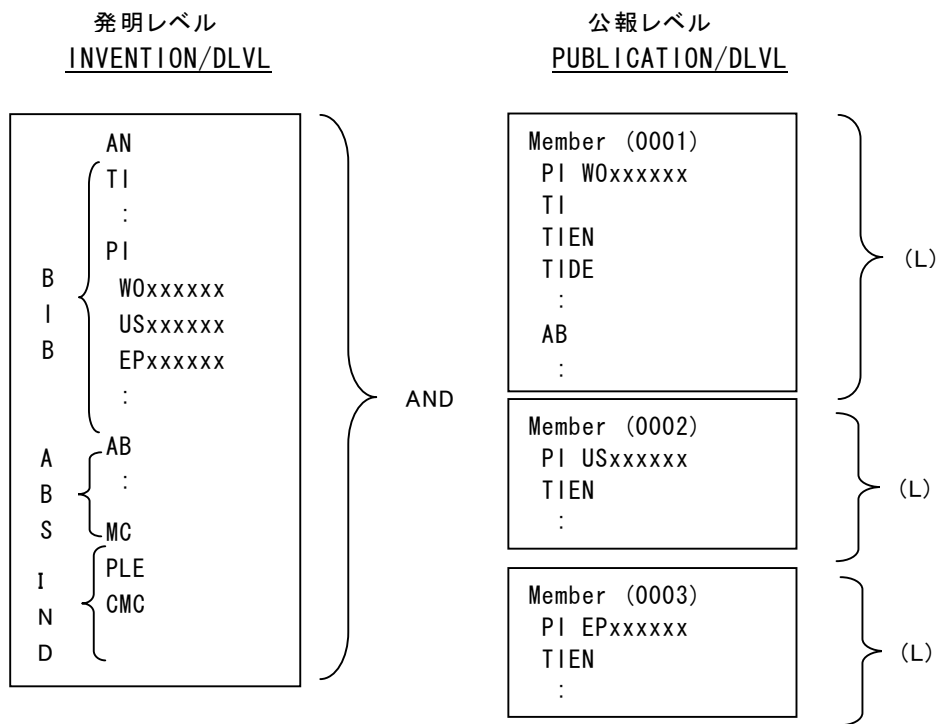 発明レベル
INVENTION/DLVL
AN
TI
:
PI
WOxxxxxx
USxxxxxx
EPxxxxxx
:
AB
:
MC
PLE
CMC
B
I
B
A
B
S
I
N
D
AND
公報レベル
PUBLICATION/DLVL
Member (0001)
PI WOxxxxxx
TI
TIEN
TIDE
:
AB
:
(L)
Member (0002)
PI USxxxxxx
TIEN
:
(L)
Member (0003)
PI EPxxxxxx
TIEN
:
(L)